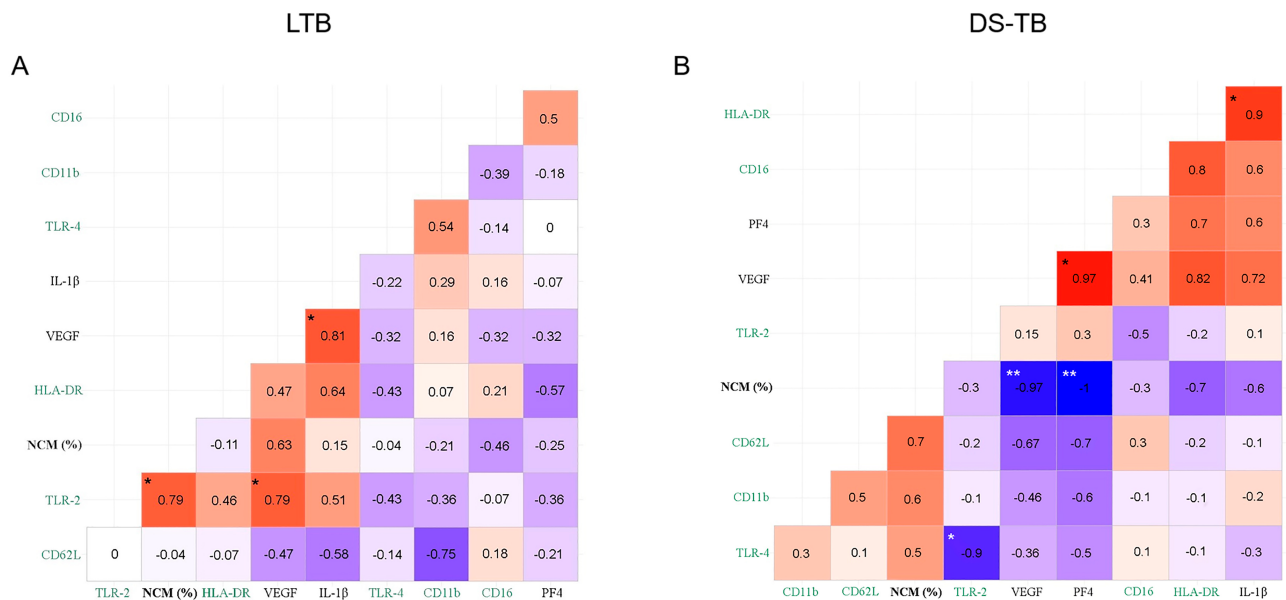 LTB
DS-TB
A
CD16 0.5
CD11b -0.39 -0.18
TLR-4 0.54 -0.14 0
IL-1β -0.22 0.29 0.16 -0.07
VEGF * 0.81 -0.32 0.16 -0.32 -0.32
HLA-DR 0.47 0.64 -0.43 0.07 0.21 -0.57
NCM (%) -0.11 0.63 0.15 -0.04 -0.21 -0.46 -0.25
TLR-2 * 0.79 0.46 * 0.79 0.51 -0.43 -0.36 -0.07 -0.36
CD62L 0 -0.04 -0.07 -0.47 -0.58 -0.14 -0.75 0.18 -0.21
TLR-2 NCM (%) HLA-DR VEGF IL-1β TLR-4 CD11b CD16 PF4
B
HLA-DR * 0.9
CD16 0.8 0.6
PF4 0.3 0.7 0.6
VEGF * 0.97 0.41 0.82 0.72
TLR-2 0.15 0.3 -0.5 -0.2 0.1
NCM (%) -0.3 ** -0.97 ** -1 -0.3 -0.7 -0.6
CD62L 0.7 -0.2 -0.67 -0.7 0.3 -0.2 -0.1
CD11b 0.5 0.6 -0.1 -0.46 -0.6 -0.1 -0.1 -0.2
TLR-4 0.3 0.1 0.5 * -0.9 -0.36 -0.5 0.1 -0.1 -0.3
CD11b CD62L NCM (%) TLR-2 VEGF PF4 CD16 HLA-DR IL-1β